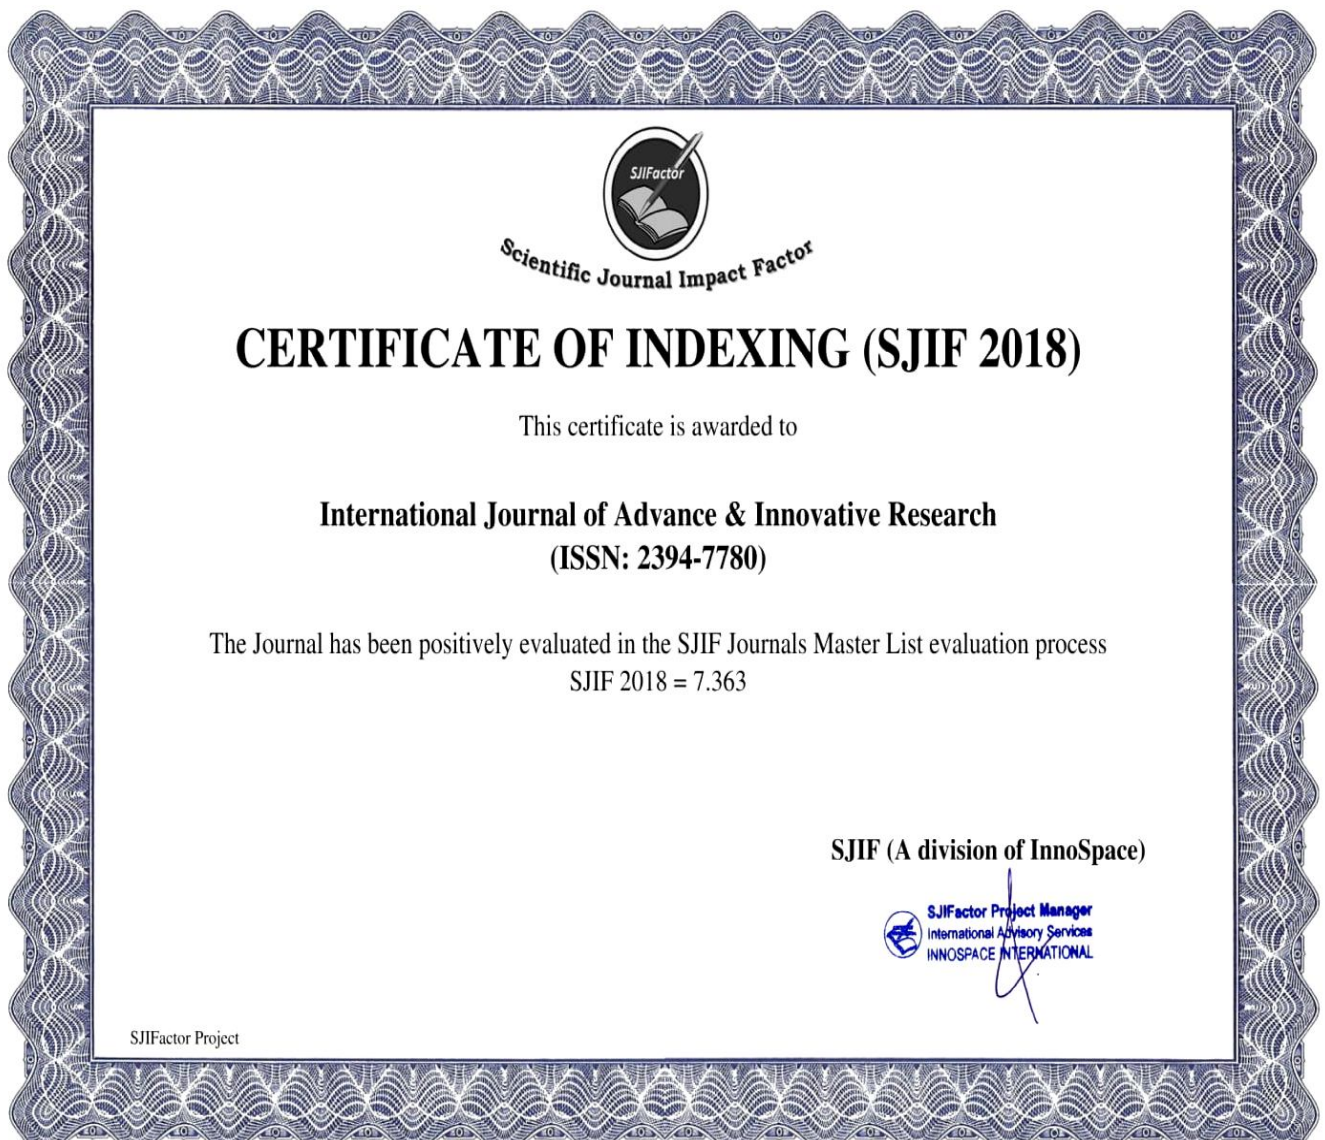 SJIFactor
Scientific Journal Impact Factor
CERTIFICATE OF INDEXING (SJIF 2018)
This certificate is awarded to
International Journal of Advance & Innovative Research
(ISSN: 2394-7780)
The Journal has been positively evaluated in the SJIF Journals Master List evaluation process
SJIF 2018 = 7.363
SJIF (A division of InnoSpace)
SJIFactor Project Manager
International Advisory Services
INNOSPACE INTERNATIONAL
SJIFactor Project